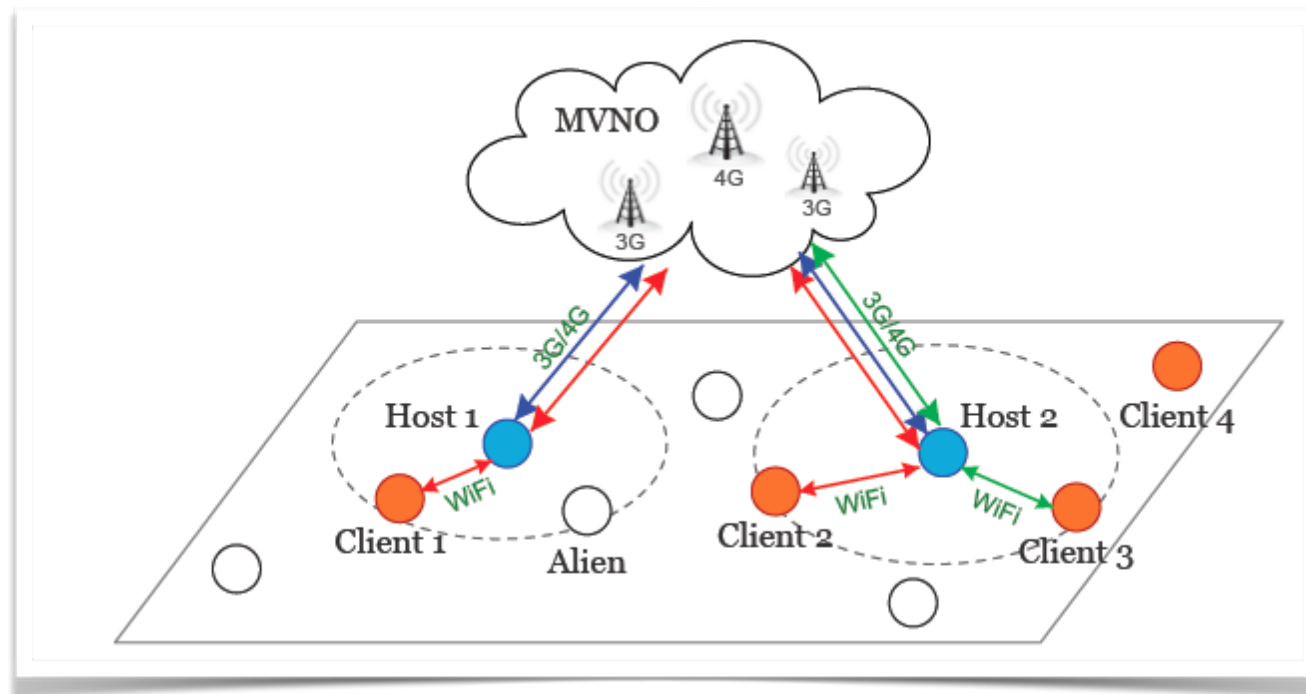 MVNO
4G
3G
3G
3G/4G
3G/4G
Host 1
Host 2
Client 4
WiFi
WiFi
WiFi
Client 1
Alien
Client 2
Client 3